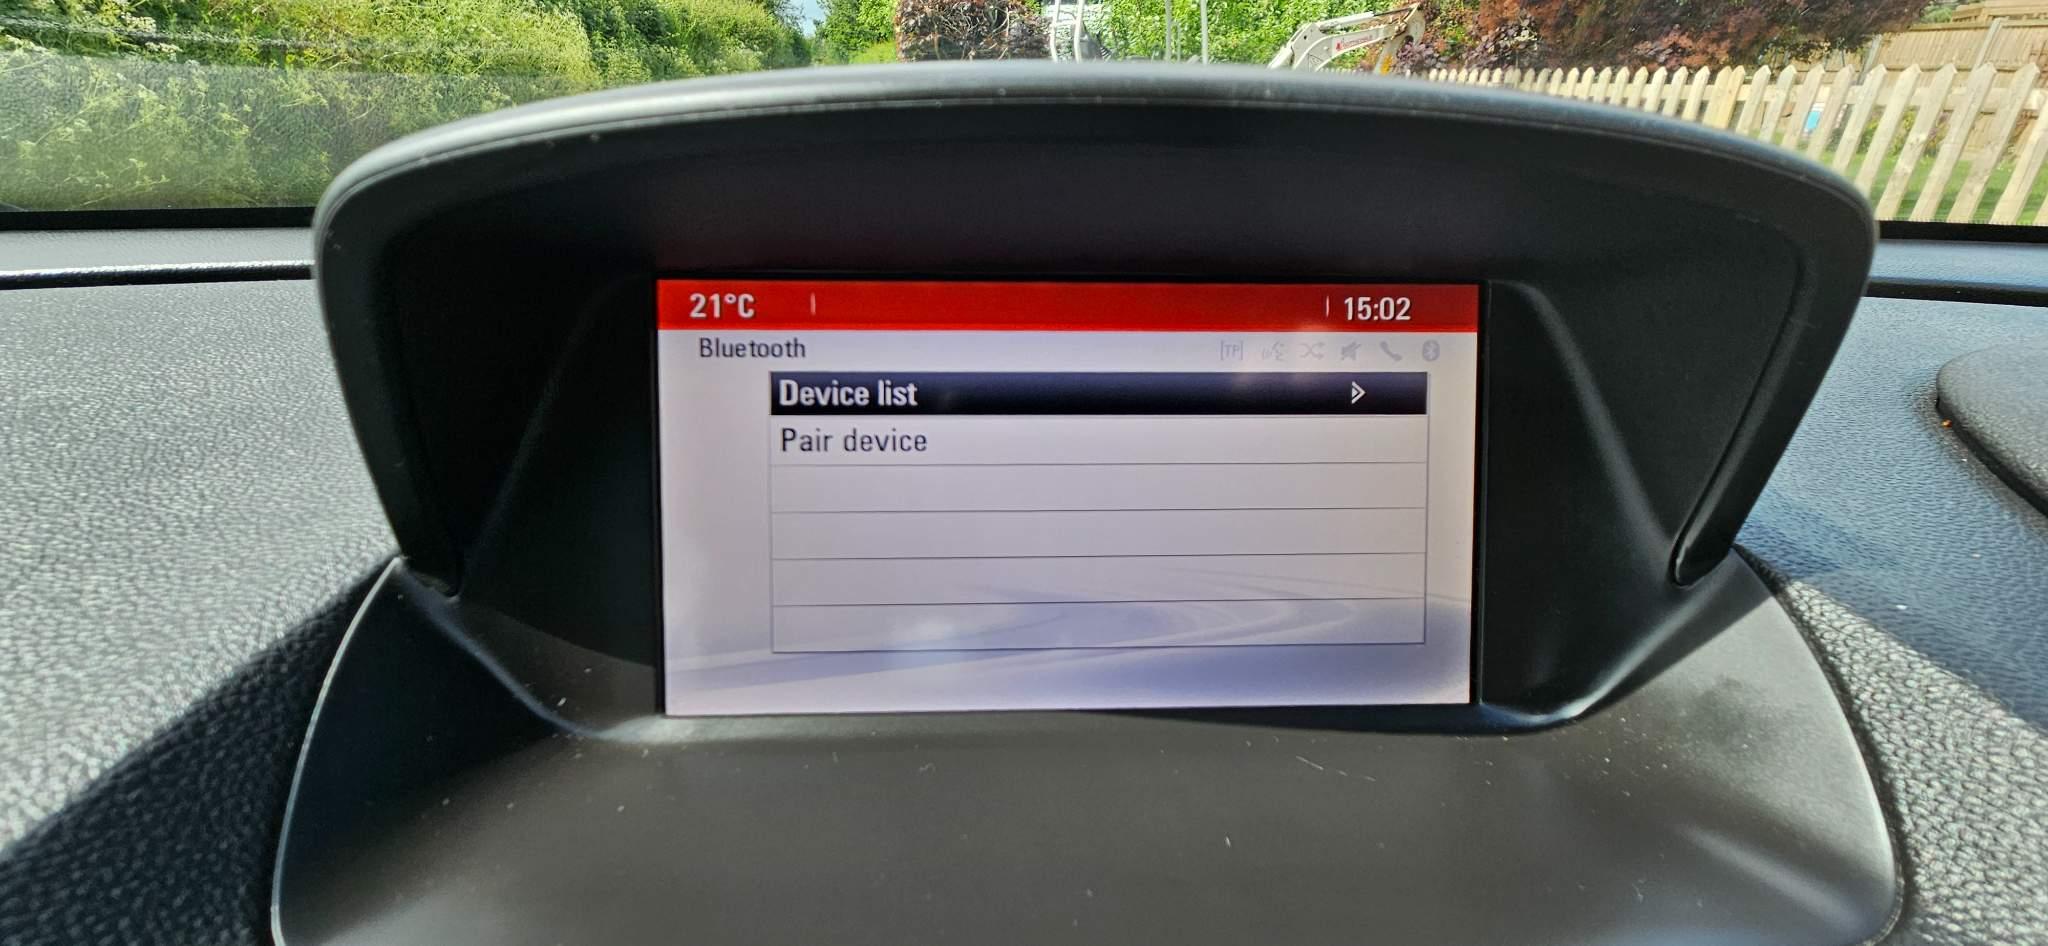 21°C
15:02
Bluetooth
[TP]
Device list
Pair device